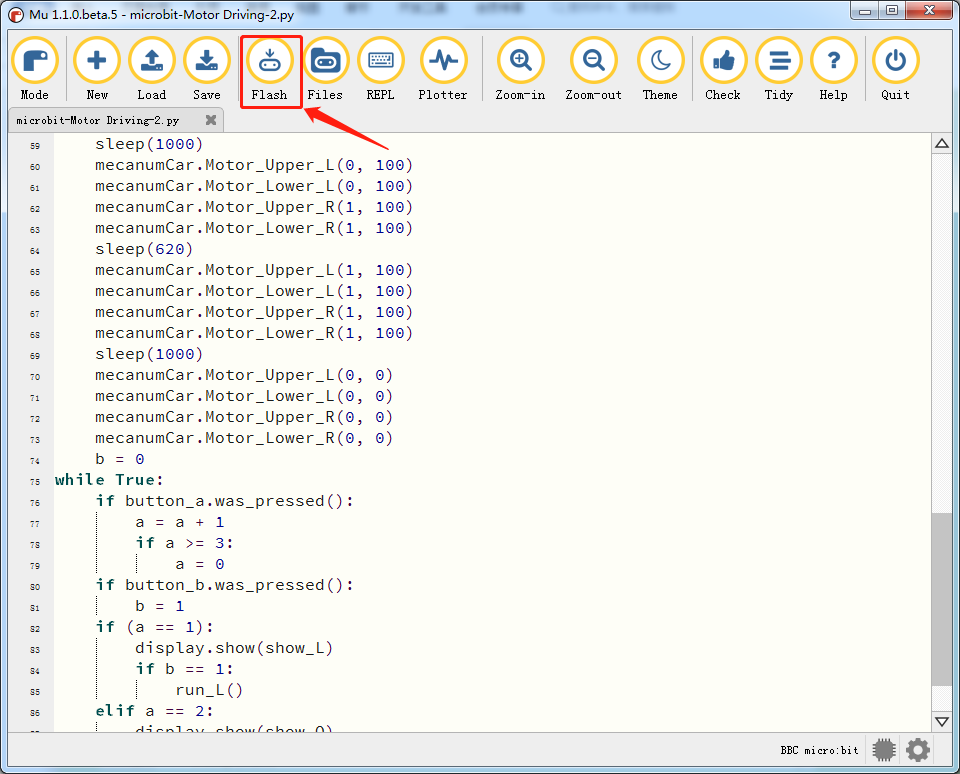 Mu 1.1.0.beta.5 - microbit-Motor Driving-2.py
Mode New Load Save Flash Files REPL Plotter Zoom-in Zoom-out Theme Check Tidy Help Quit
microbit-Motor Driving-2.py
59 sleep(1000)
60 mecanumCar.Motor_Upper_L(0, 100)
61 mecanumCar.Motor_Lower_L(0, 100)
62 mecanumCar.Motor_Upper_R(1, 100)
63 mecanumCar.Motor_Lower_R(1, 100)
64 sleep(620)
65 mecanumCar.Motor_Upper_L(1, 100)
66 mecanumCar.Motor_Lower_L(1, 100)
67 mecanumCar.Motor_Upper_R(1, 100)
68 mecanumCar.Motor_Lower_R(1, 100)
69 sleep(1000)
70 mecanumCar.Motor_Upper_L(0, 0)
71 mecanumCar.Motor_Lower_L(0, 0)
72 mecanumCar.Motor_Upper_R(0, 0)
73 mecanumCar.Motor_Lower_R(0, 0)
74 b = 0
75 while True:
76 if button_a.was_pressed():
77 a = a + 1
78 if a >= 3:
79 a = 0
80 if button_b.was_pressed():
81 b = 1
82 if (a == 1):
83 display.show(show_L)
84 if b == 1:
85 run_L()
86 elif a == 2:
display.show(show_O)
BBC micro:bit